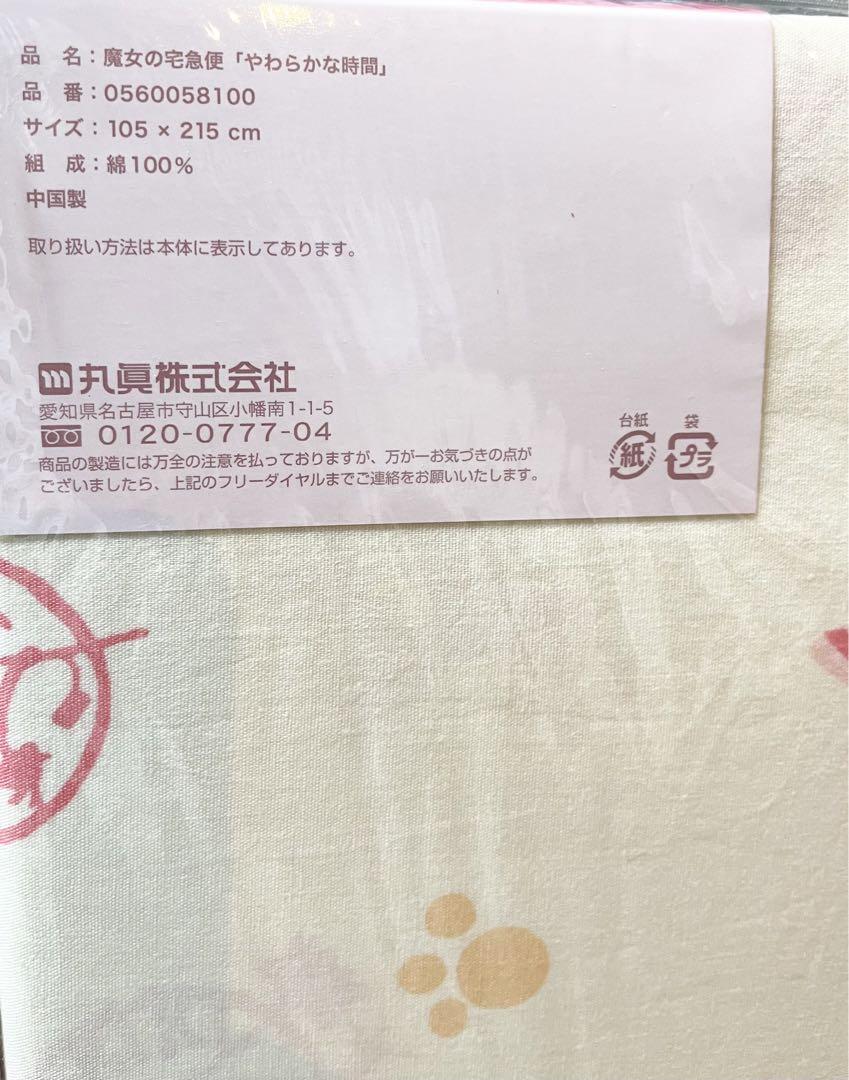 品 名：魔女の宅急便「やわらかな時間」
品 番：0560058100
サイズ：105 × 215 cm
組 成：綿100%
中国製
取り扱い方法は本体に表示してあります。
丸眞株式会社
愛知県名古屋市守山区小幡南1-1-5
0120-0777-04
商品の製造には万全の注意を払っておりますが、万が一お気づきの点が
ございましたら、上記のフリーダイヤルまでご連絡をお願いいたします。
台紙 袋
紙 プラ